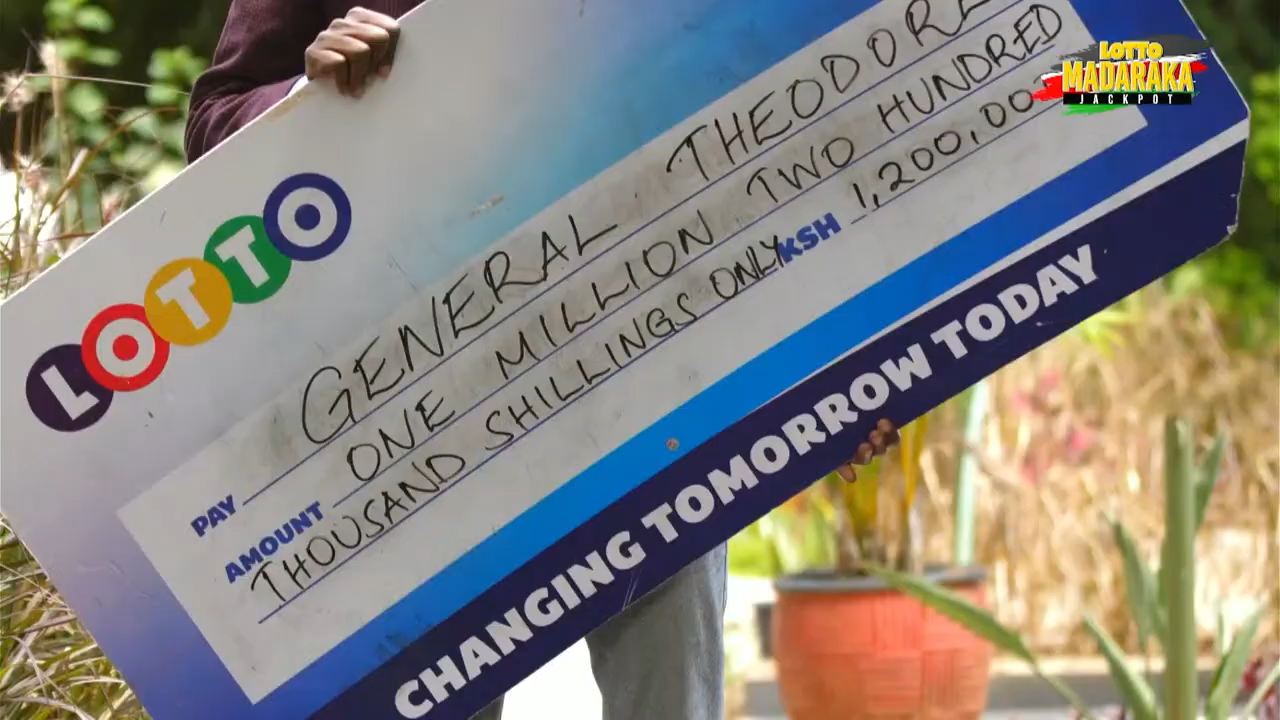 LOTTO
MADARAKA
JACKPOT
LOTTO
PAY GENERAL. THEODORE
AMOUNT ONE MILLION TWO HUNDRED
THOUSAND SHILLINGS ONLY KSH 1,200,00
CHANGING TOMORROW TODAY